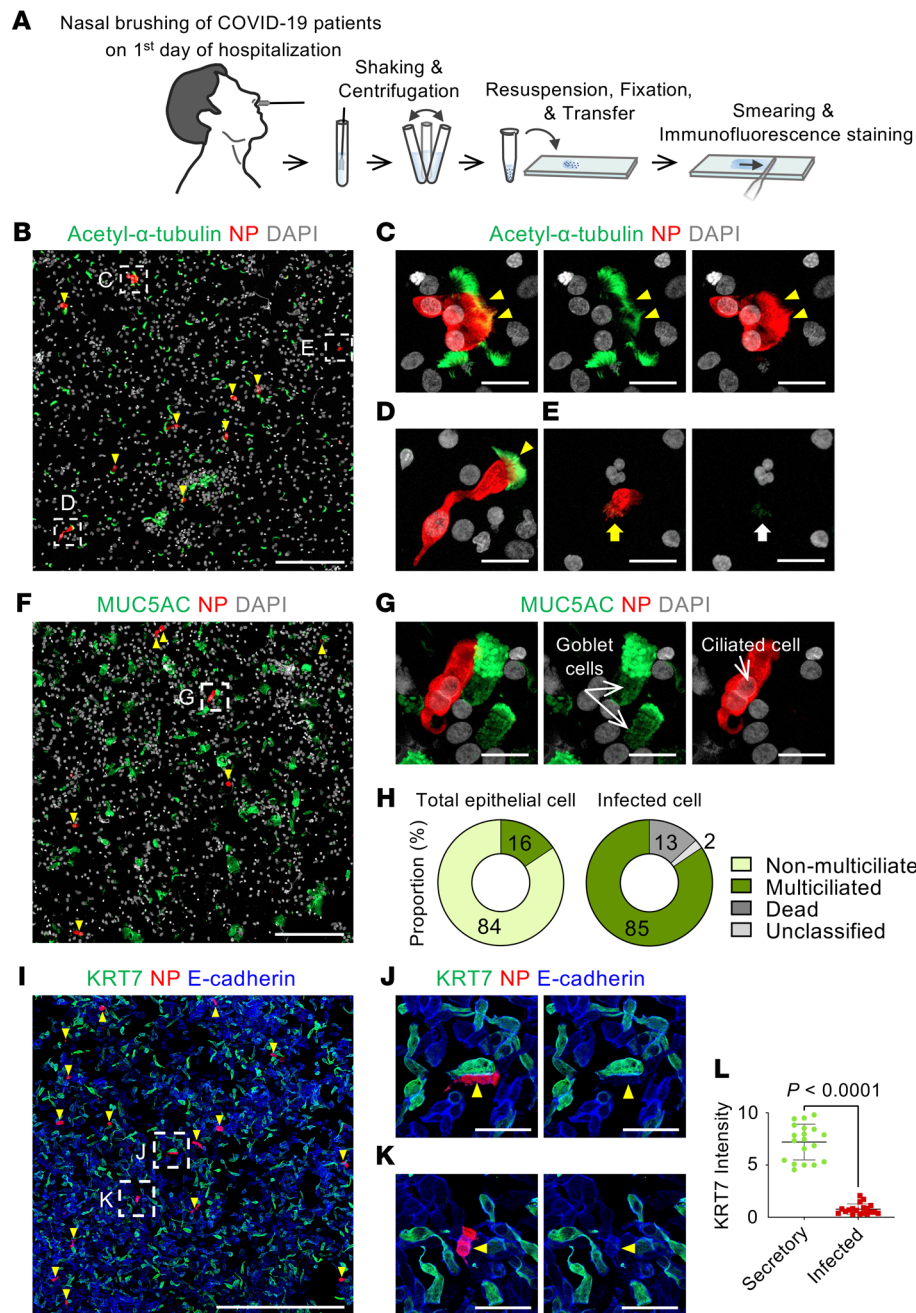 A
Nasal brushing of COVID-19 patients
on 1st day of hospitalization
Shaking &
Centrifugation
Resuspension, Fixation,
& Transfer
Smearing &
Immunofluorescence staining
B
Acetyl-α-tubulin NP DAPI
C
E
D
C
Acetyl-α-tubulin NP DAPI
D
E
F
MUC5AC NP DAPI
G
G
MUC5AC NP DAPI
Goblet
cells
Ciliated cell
H
Total epithelial cell
Infected cell
Proportion (%)
16
84
13
2
85
Non-multiciliate
Multiciliated
Dead
Unclassified
I
KRT7 NP E-cadherin
J
K
J
KRT7 NP E-cadherin
K
L
P < 0.0001
KRT7 Intensity
10
5
0
Secretory
Infected